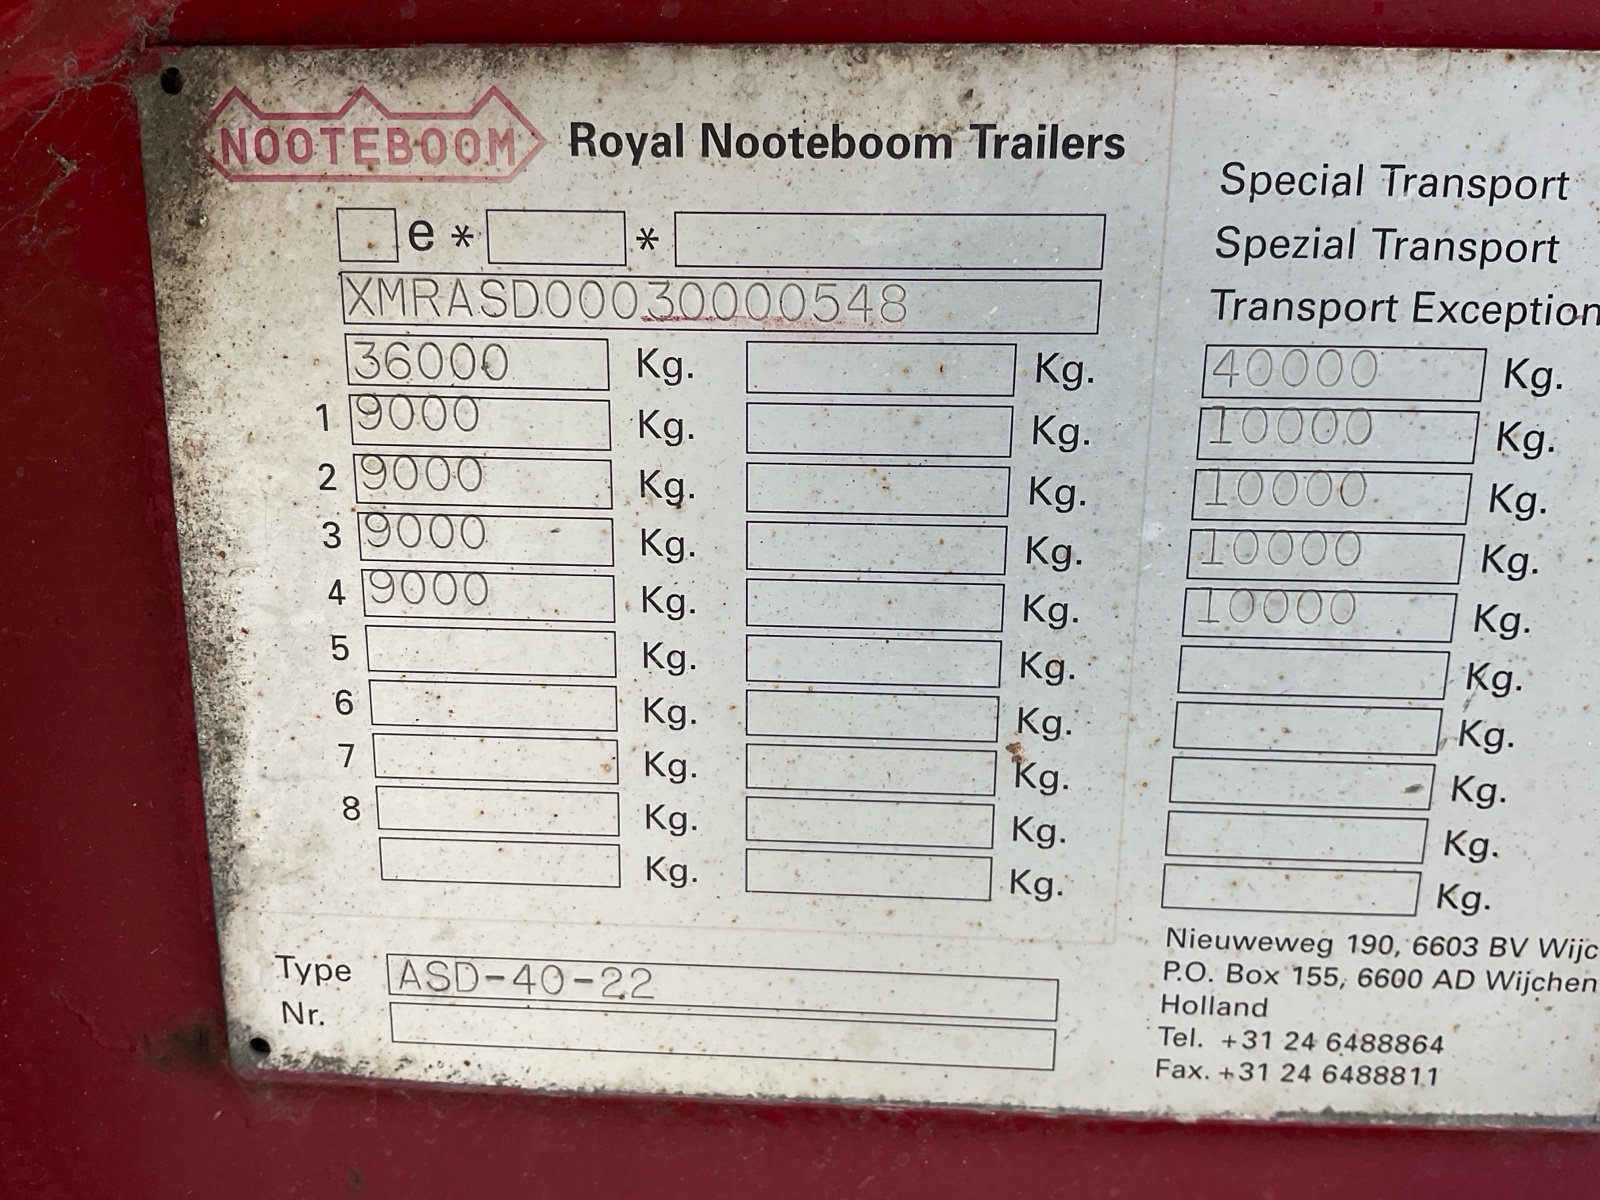 NOOTEBOOM Royal Nooteboom Trailers
e * *
XMRASD00030000548
36000 Kg. Kg.
1 9000 Kg. Kg.
2 9000 Kg. Kg.
3 9000 Kg. Kg.
4 9000 Kg. Kg.
5 Kg. Kg.
6 Kg. Kg.
7 Kg. Kg.
8 Kg. Kg.
Kg. Kg.
Type ASD-40-22
Nr.
Special Transport
Spezial Transport
Transport Exception
40000 Kg.
10000 Kg.
10000 Kg.
10000 Kg.
10000 Kg.
Kg.
Kg.
Kg.
Kg.
Kg.
Nieuweweg 190, 6603 BV Wijc
P.O. Box 155, 6600 AD Wijchen
Holland
Tel. +31 24 6488864
Fax. +31 24 6488811